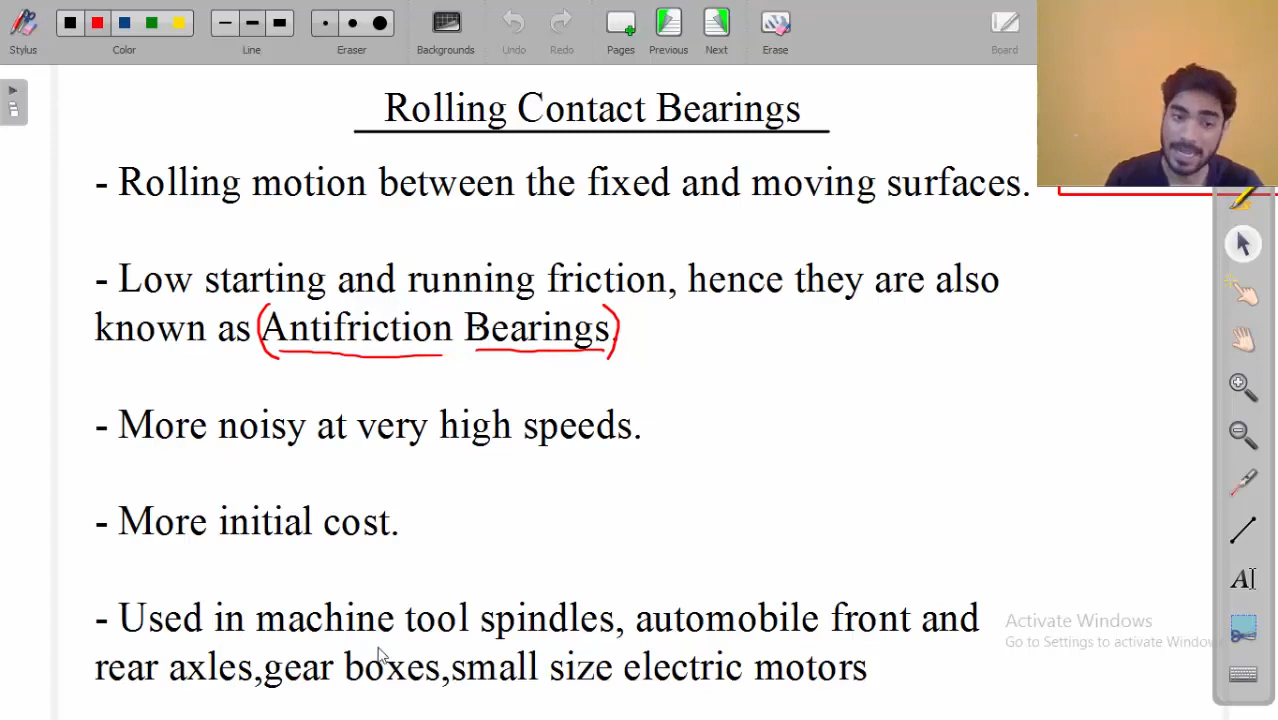 Stylus
Color
Line
Eraser
Backgrounds
Undo
Redo
Pages
Previous
Next
Erase
Board
Rolling Contact Bearings
- Rolling motion between the fixed and moving surfaces.
- Low starting and running friction, hence they are also
known as Antifriction Bearings.
- More noisy at very high speeds.
- More initial cost.
- Used in machine tool spindles, automobile front and
rear axles,gear boxes,small size electric motors
Activate Windows
Go to Settings to activate Windows